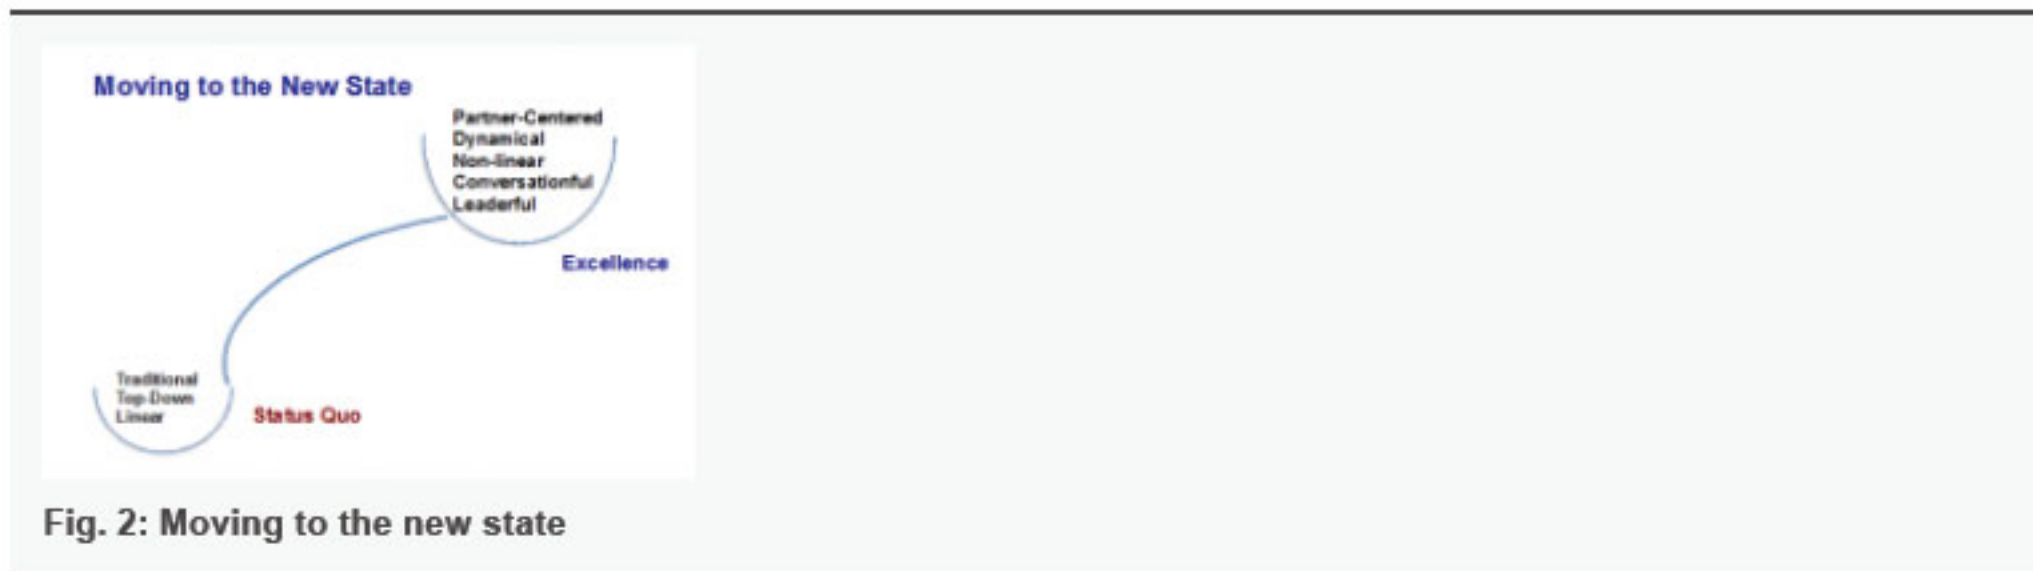 Moving to the New State
Partner-Centered
Dynamical
Non-linear
Conversationful
Leaderful
Excellence
Traditional
Top-Down
Linear
Status Quo
Fig. 2: Moving to the new state